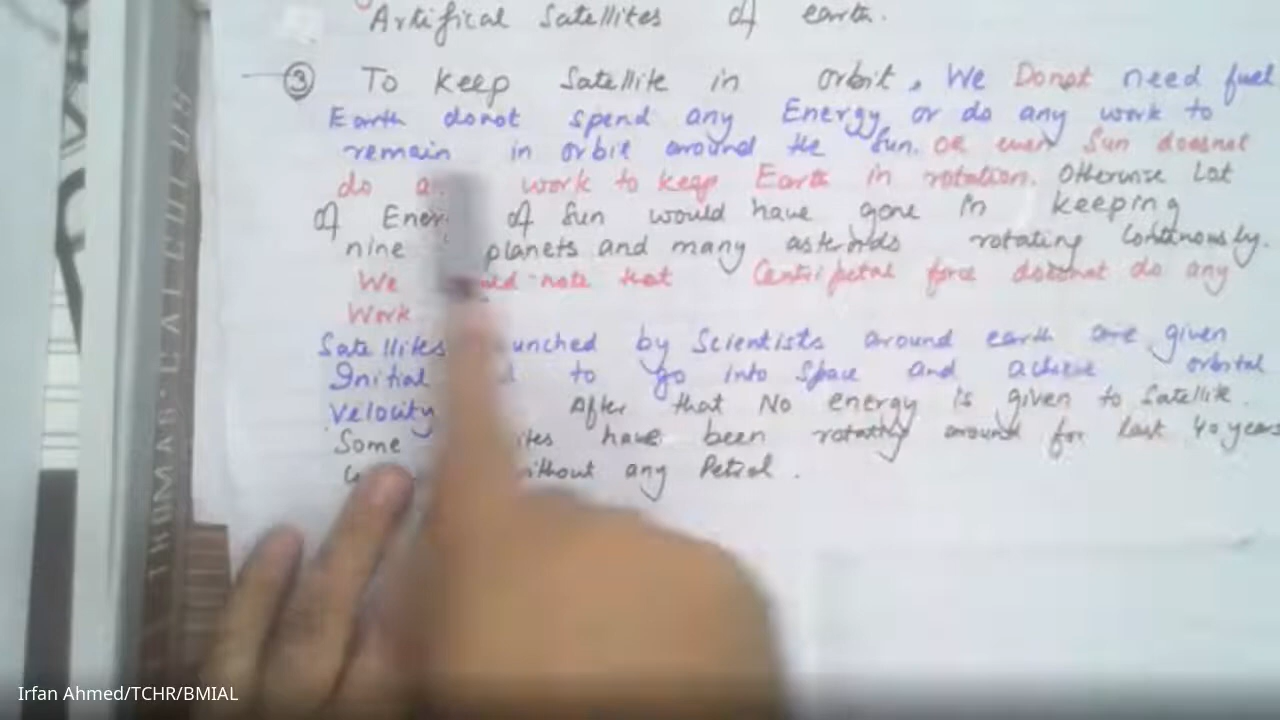 Artifical Satellites of earth.
③ To Keep Satellite in orbit, We Donot need fuel
Earth donot spend any Energy or do any work to
remain in orbit around the Sun. OR even Sun doesnot
do work to keep Earth in rotation. Otherwise Lot
of of Sun would have gone in keeping
nine planets and many asteroids rotating Continously.
We note that Centripetal force doesnot do any
Work
Satellites by Scientists around earth are given
Initial to go into Space and achieve orbital
Velocity After that No energy is given to Satellite.
Some have been rotating around for last 40 years
any Petrol.
THOMAS' CALCULUS
Irfan Ahmed/TCHR/BMIAL